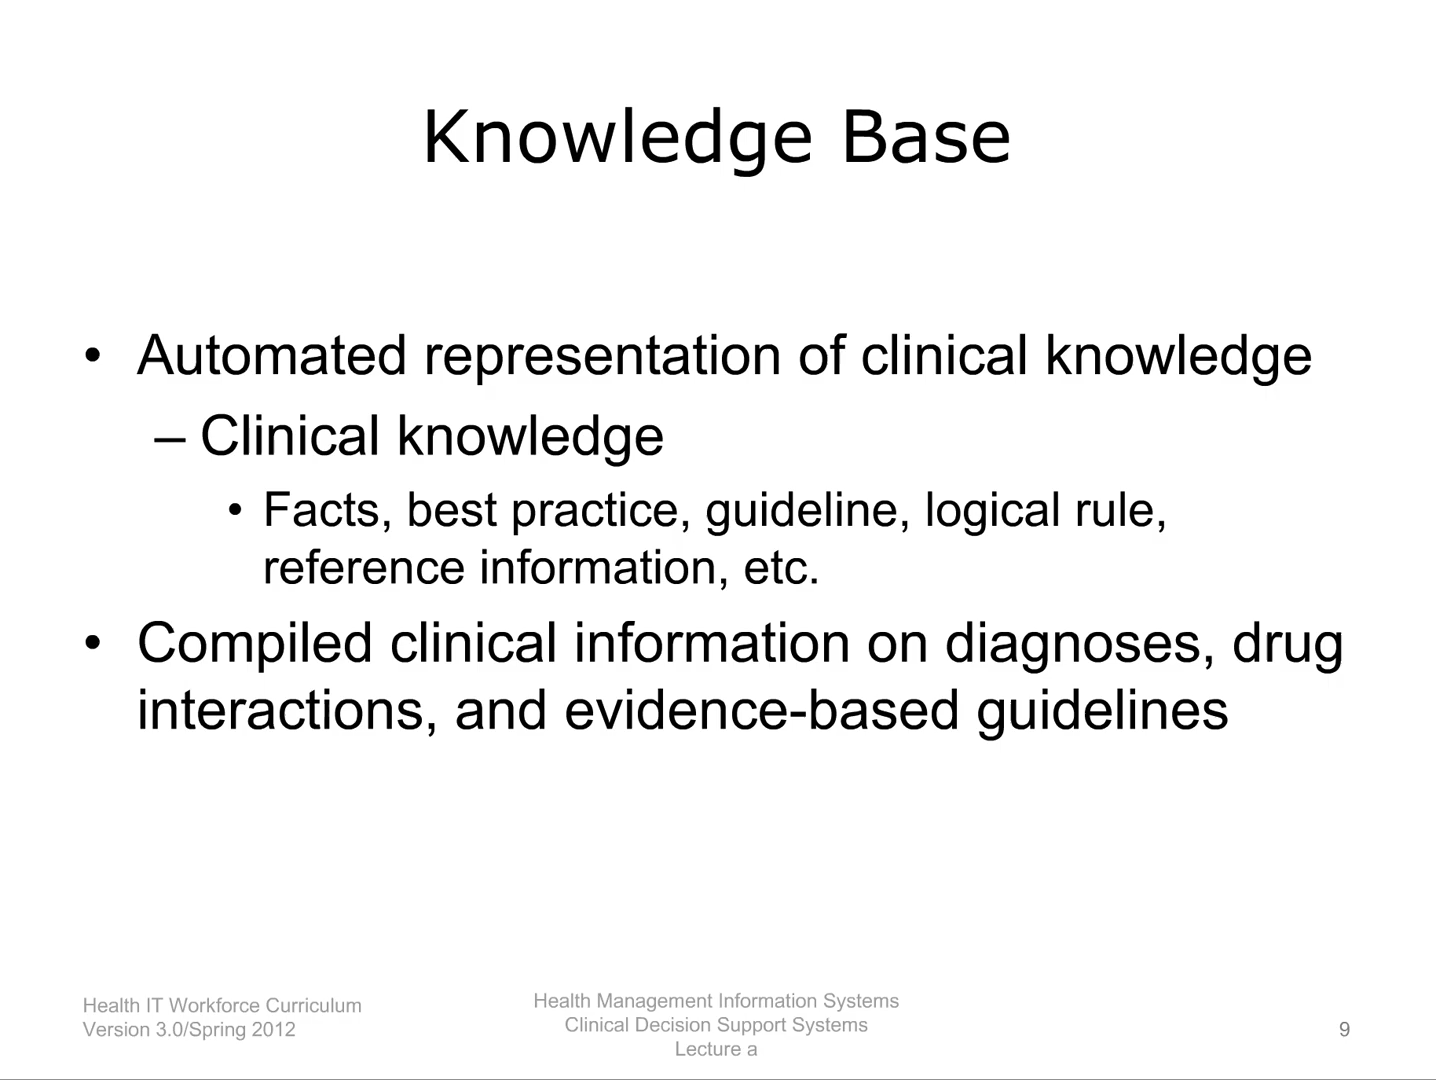 Knowledge Base
• Automated representation of clinical knowledge
– Clinical knowledge
• Facts, best practice, guideline, logical rule,
reference information, etc.
• Compiled clinical information on diagnoses, drug
interactions, and evidence-based guidelines
Health IT Workforce Curriculum
Version 3.0/Spring 2012
Health Management Information Systems
Clinical Decision Support Systems
Lecture a
9